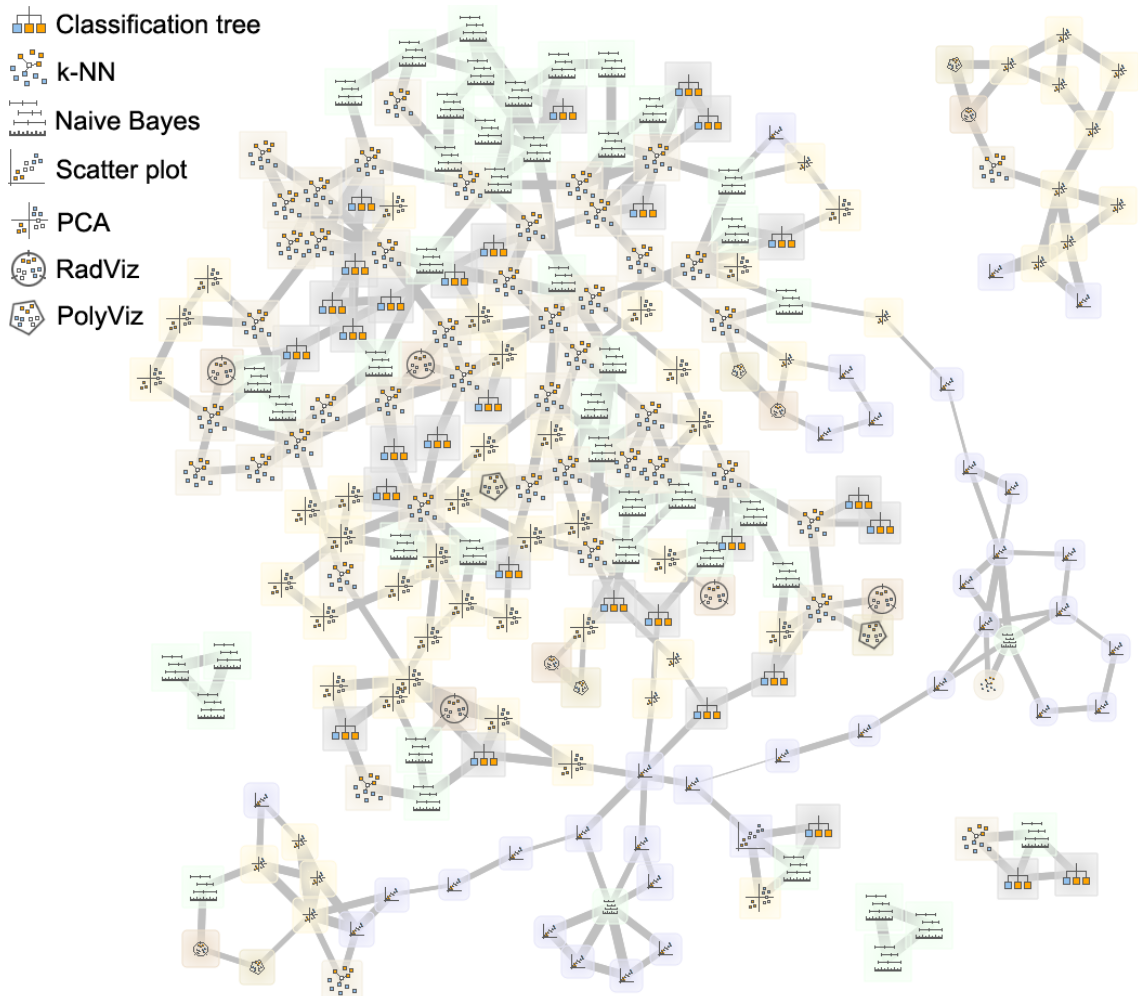 Classification tree
k-NN
Naive Bayes
Scatter plot
PCA
RadViz
PolyViz